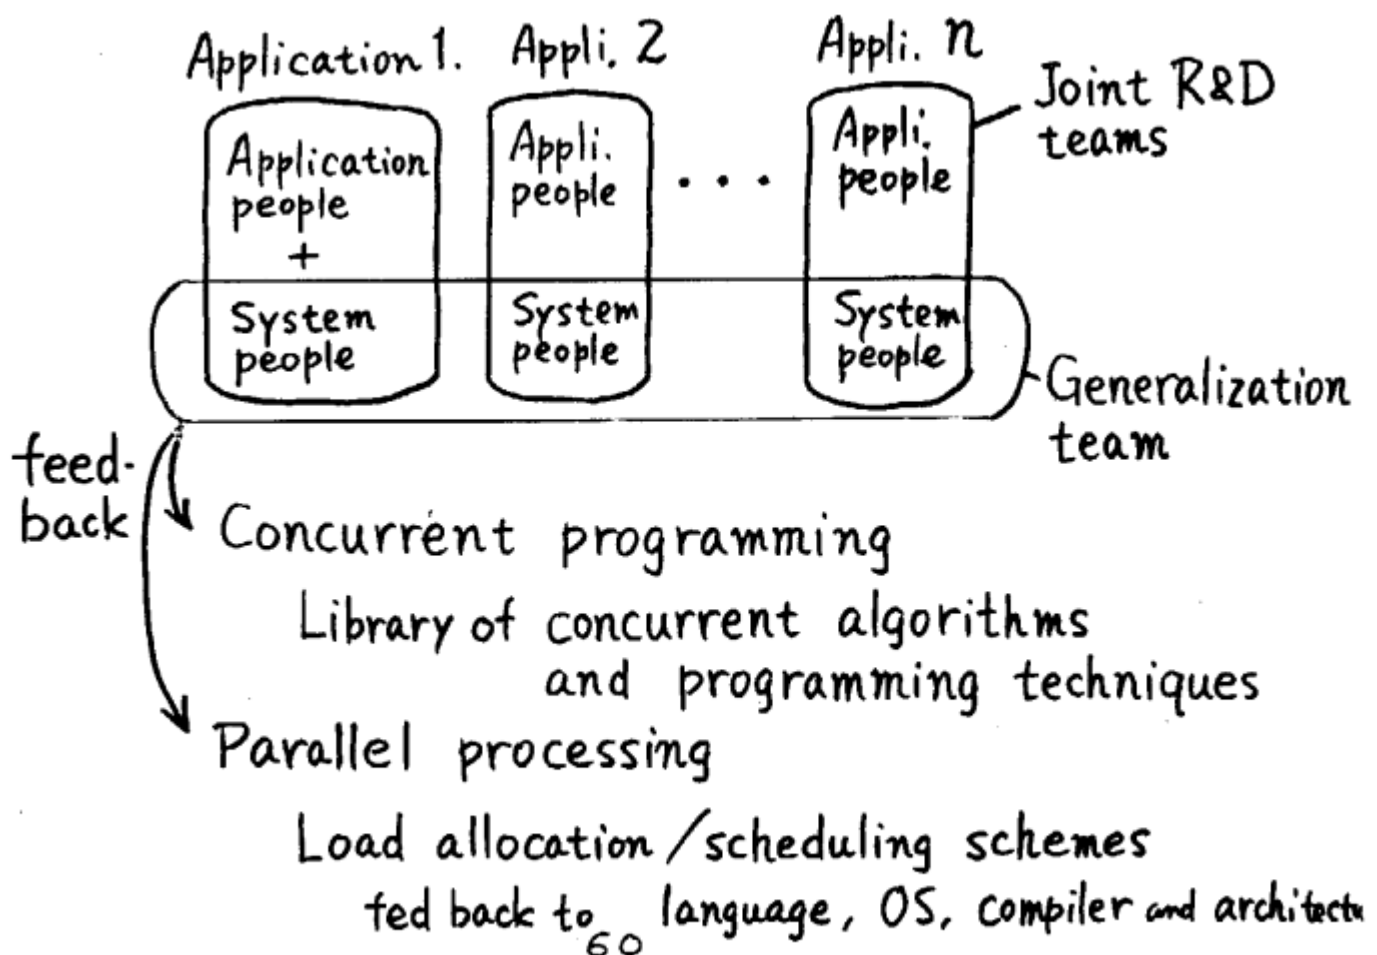 Application 1. Appli. 2 Appli. n
Joint R&D
teams
Application
people
+
System
people
Appli.
people
System
people
. . .
Appli.
people
System
people
Generalization
team
feed-
back
Concurrent programming
Library of concurrent algorithms
and programming techniques
Parallel processing
Load allocation/scheduling schemes
fed back to language, OS, compiler and architectu
60